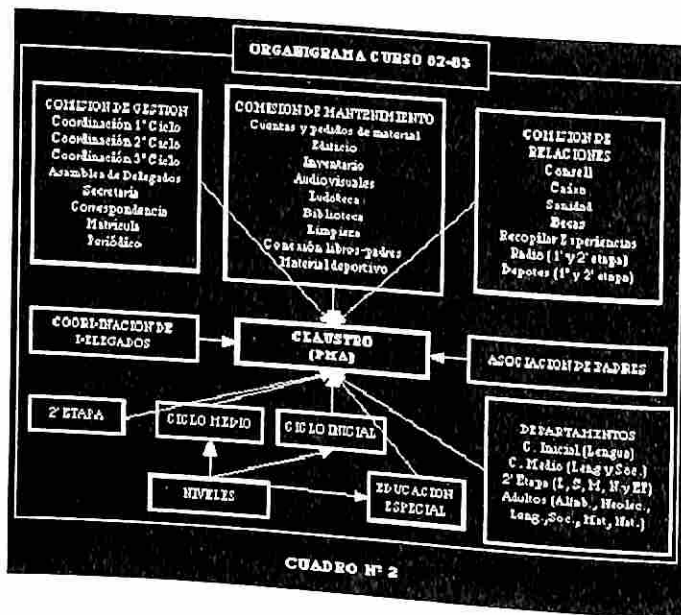 ORGANIGRAMA CURSO 82-83
COMISION DE GESTION
Coordinación 1º Ciclo
Coordinación 2º Ciclo
Coordinación 3º Ciclo
Asamblea de Delegados
Secretaria
Correspondencia
Matrícula
Periódico
COMISION DE MANTENIMIENTO
Cuentas y pedidos de material
Edificio
Inventario
Audiovisuales
Ludoteca
Biblioteca
Limpieza
Conexión libros-padres
Material deportivo
COMISION DE
RELACIONES
Consell
Caixa
Sanidad
Becas
Recopilar Experiencias
Radio (1ª y 2ª etapa)
Depotes (1ª y 2ª etapa)
COORDINACION DE
DELEGADOS
CLAUSTRO
(PMA)
ASOCIACION DE PADRES
2ª ETAPA
CICLO MEDIO
CICLO INICIAL
NIVELES
EDUCACION
ESPECIAL
DEPARTAMENTOS
C. Inicial (Lengua)
C. Medio (Leng y Soc.)
2ª Etapa (L, S, M, N y EF)
Adultos (Alfab., Neolec.,
Leng., Soc., Mat, Nat.)
CUADRO Nº 2